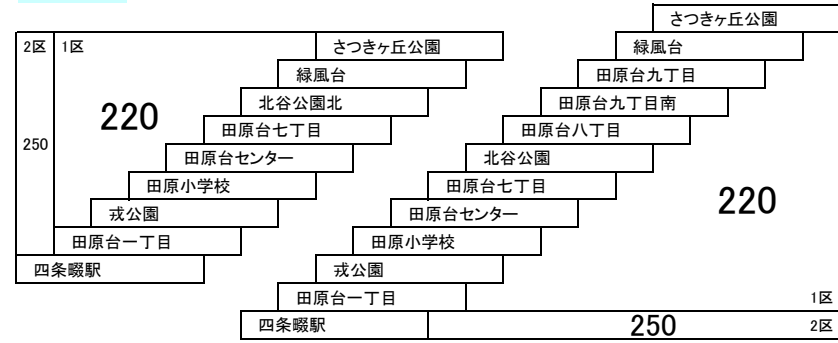 さつきヶ丘公園
2区 1区 さつきヶ丘公園 緑風台
緑風台 田原台九丁目
北谷公園北 田原台九丁目南
220
田原台七丁目 田原台八丁目
250
田原台センター 北谷公園
田原小学校 田原台七丁目
220
戎公園 田原台センター
田原台一丁目 田原小学校
四条畷駅 戎公園
田原台一丁目 1区
四条畷駅 250 2区